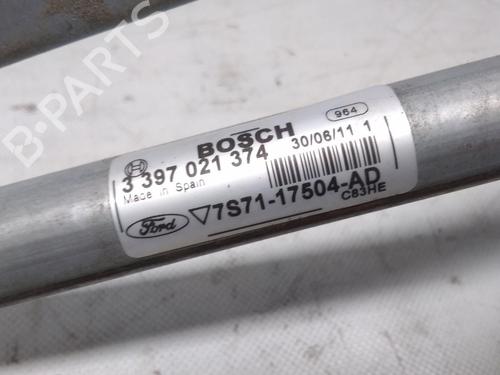 964
BOSCH
3 397 021 374 30/06/11 1
Made in Spain
Ford 7S71-17504-AD
C83HE
B-PARTS